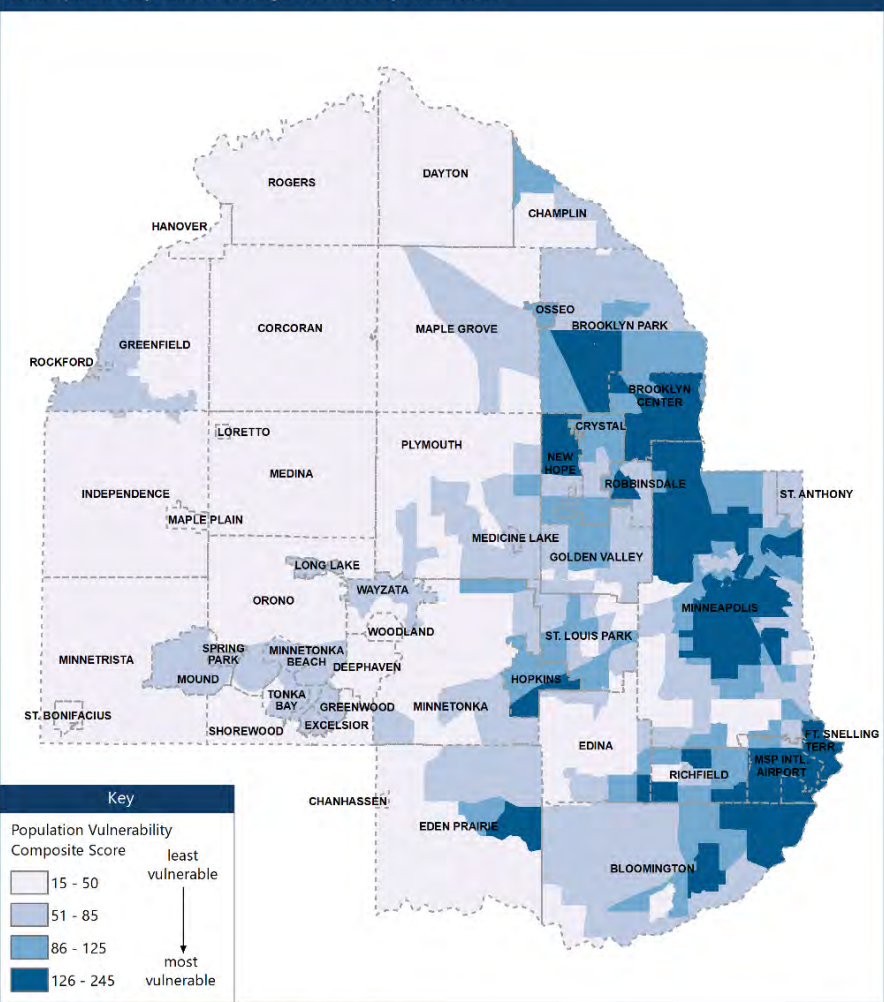 ROGERS
DAYTON
CHAMPLIN
HANOVER
OSSEO
CORCORAN
MAPLE GROVE
BROOKLYN PARK
GREENFIELD
ROCKFORD
BROOKLYN
CENTER
CRYSTAL
LORETTO
PLYMOUTH
NEW
HOPE
MEDINA
ROBBINSDALE
INDEPENDENCE
ST. ANTHONY
MAPLE PLAIN
MEDICINE LAKE
GOLDEN VALLEY
LONG LAKE
WAYZATA
ORONO
MINNEAPOLIS
WOODLAND
ST. LOUIS PARK
SPRING
PARK
MINNETONKA
BEACH
MINNETRISTA
DEEPHAVEN
MOUND
HOPKINS
TONKA
BAY
GREENWOOD
MINNETONKA
ST. BONIFACIUS
EXCELSIOR
SHOREWOOD
FT. SNELLING
TERR.
EDINA
MSP INTL.
AIRPORT
RICHFIELD
CHANHASSEN
EDEN PRAIRIE
BLOOMINGTON
Key
Population Vulnerability
Composite Score
least
vulnerable
15 - 50
51 - 85
86 - 125
126 - 245
most
vulnerable